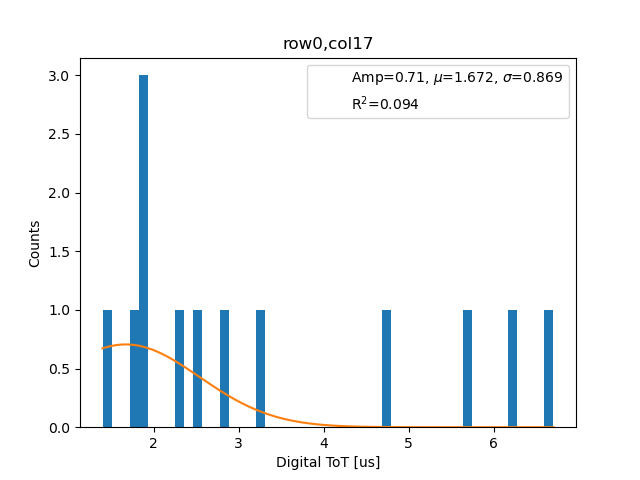 row0,col17
Amp=0.71, μ=1.672, σ=0.869
R²=0.094
3.0
2.5
2.0
1.5
1.0
0.5
0.0
Counts
2 3 4 5 6
Digital ToT [us]